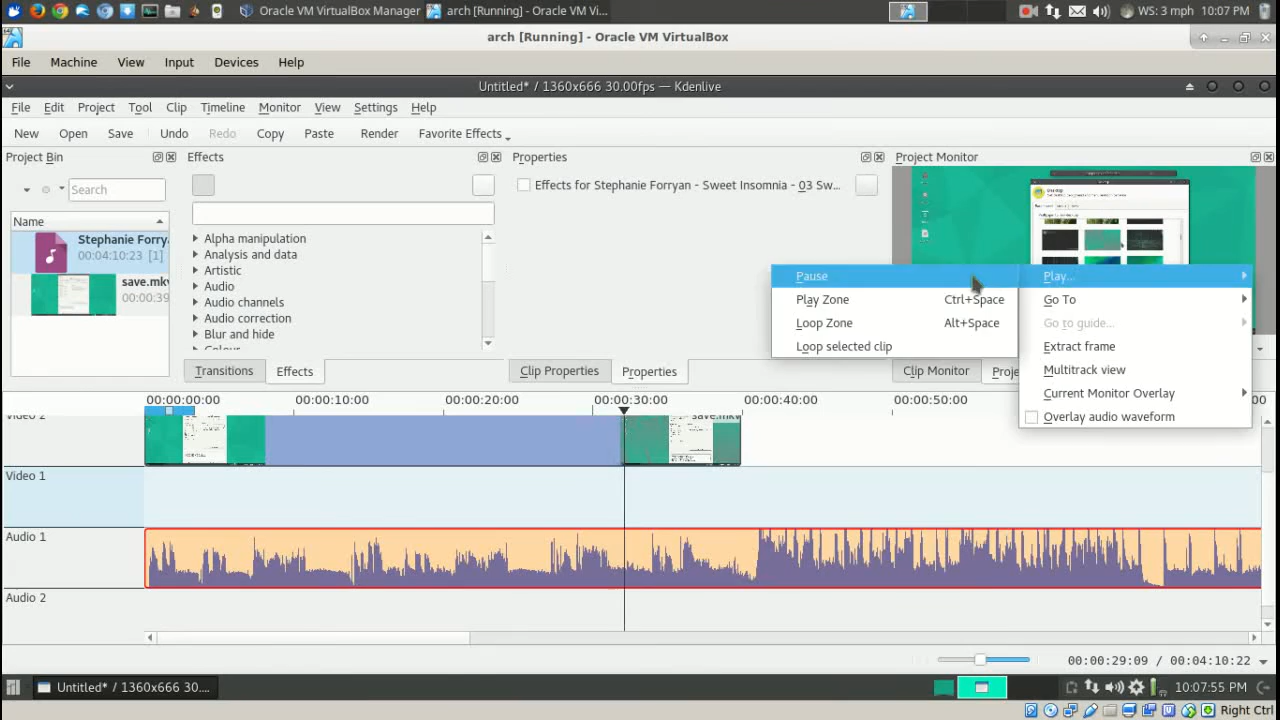 Oracle VM VirtualBox Manager
arch [Running] - Oracle VM Vi...
WS: 3 mph 10:07 PM
arch [Running] - Oracle VM VirtualBox
File Machine View Input Devices Help
Untitled* / 1360x666 30.00fps — Kdenlive
File Edit Project Tool Clip Timeline Monitor View Settings Help
New Open Save Undo Redo Copy Paste Render Favorite Effects
Project Bin Effects Properties Project Monitor
Search
Effects for Stephanie Forryan - Sweet Insomnia - 03 Sw...
Name
Stephanie Forrya
00:04:10:23 [1]
save.mkv
00:00:39
Alpha manipulation
Analysis and data
Artistic
Audio
Audio channels
Audio correction
Blur and hide
Colour
Pause
Play Zone Ctrl+Space
Loop Zone Alt+Space
Loop selected clip
Play...
Go To
Go to guide...
Extract frame
Multitrack view
Current Monitor Overlay
Overlay audio waveform
Transitions Effects Clip Properties Properties Clip Monitor Proje
00:00:00:00 00:00:10:00 00:00:20:00 00:00:30:00 00:00:40:00 00:00:50:00 :00
Video 2
save.mkv
Video 1
Audio 1
Audio 2
00:00:29:09 / 00:04:10:22
Untitled* / 1360x666 30....
10:07:55 PM
Right Ctrl